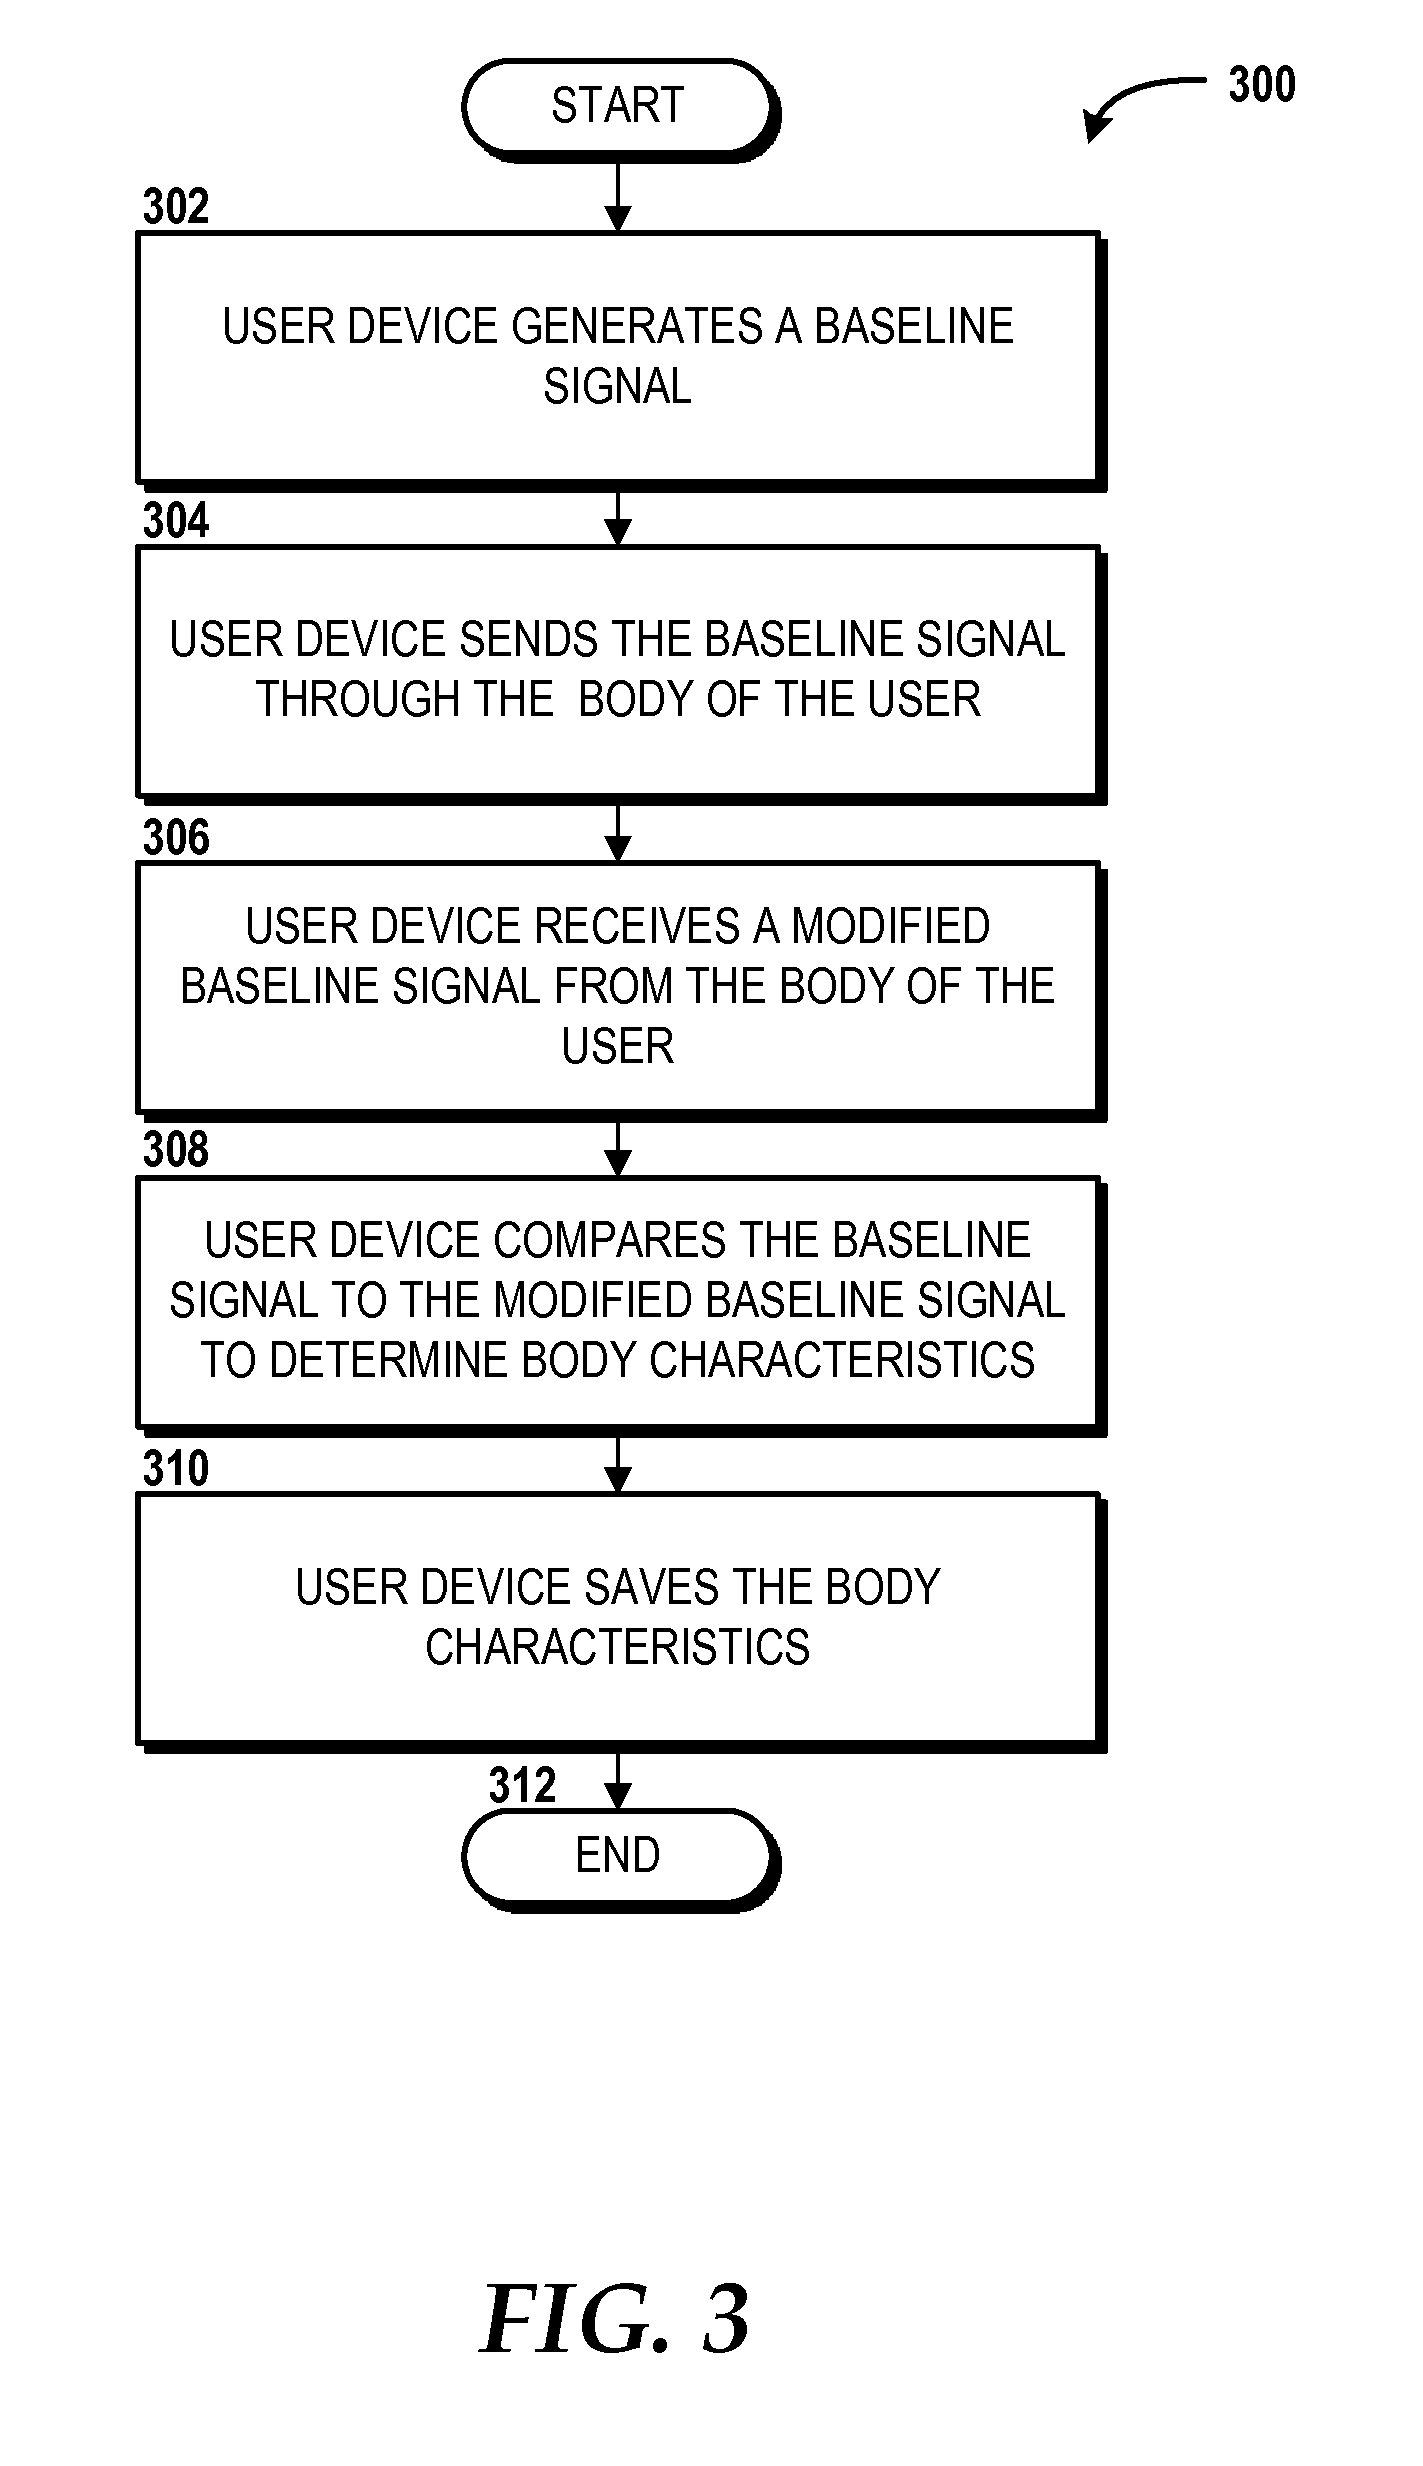 START
300
302
USER DEVICE GENERATES A BASELINE
SIGNAL
304
USER DEVICE SENDS THE BASELINE SIGNAL
THROUGH THE BODY OF THE USER
306
USER DEVICE RECEIVES A MODIFIED
BASELINE SIGNAL FROM THE BODY OF THE
USER
308
USER DEVICE COMPARES THE BASELINE
SIGNAL TO THE MODIFIED BASELINE SIGNAL
TO DETERMINE BODY CHARACTERISTICS
310
USER DEVICE SAVES THE BODY
CHARACTERISTICS
312
END
FIG. 3